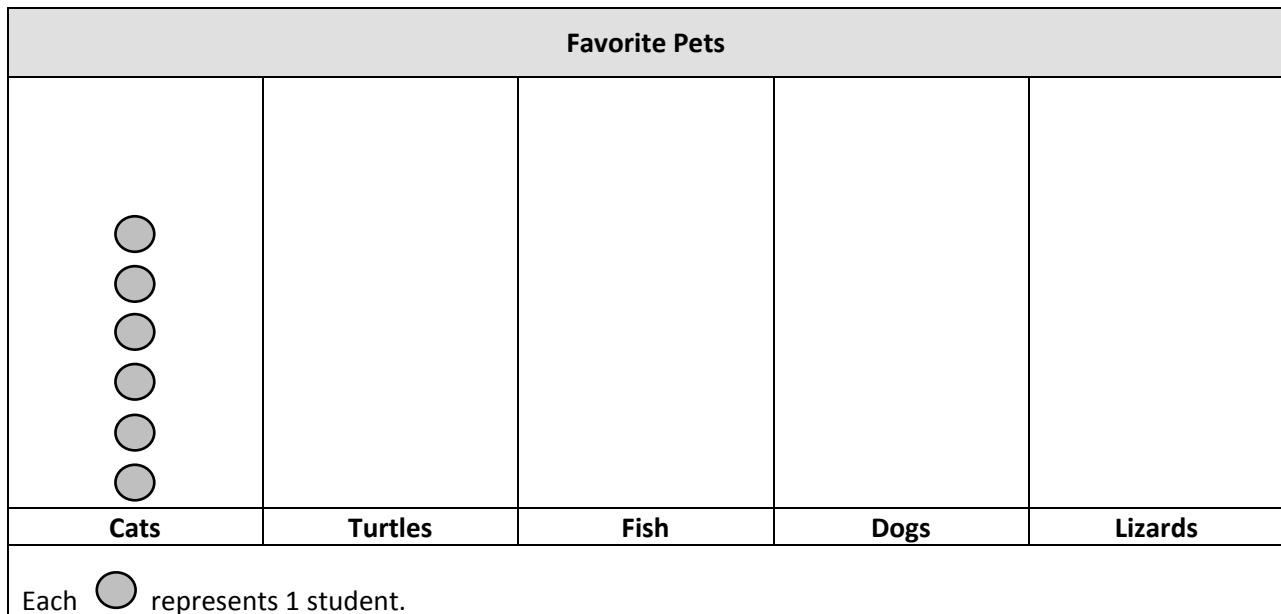 Favorite Pets
Cats Turtles Fish Dogs Lizards
Each represents 1 student.